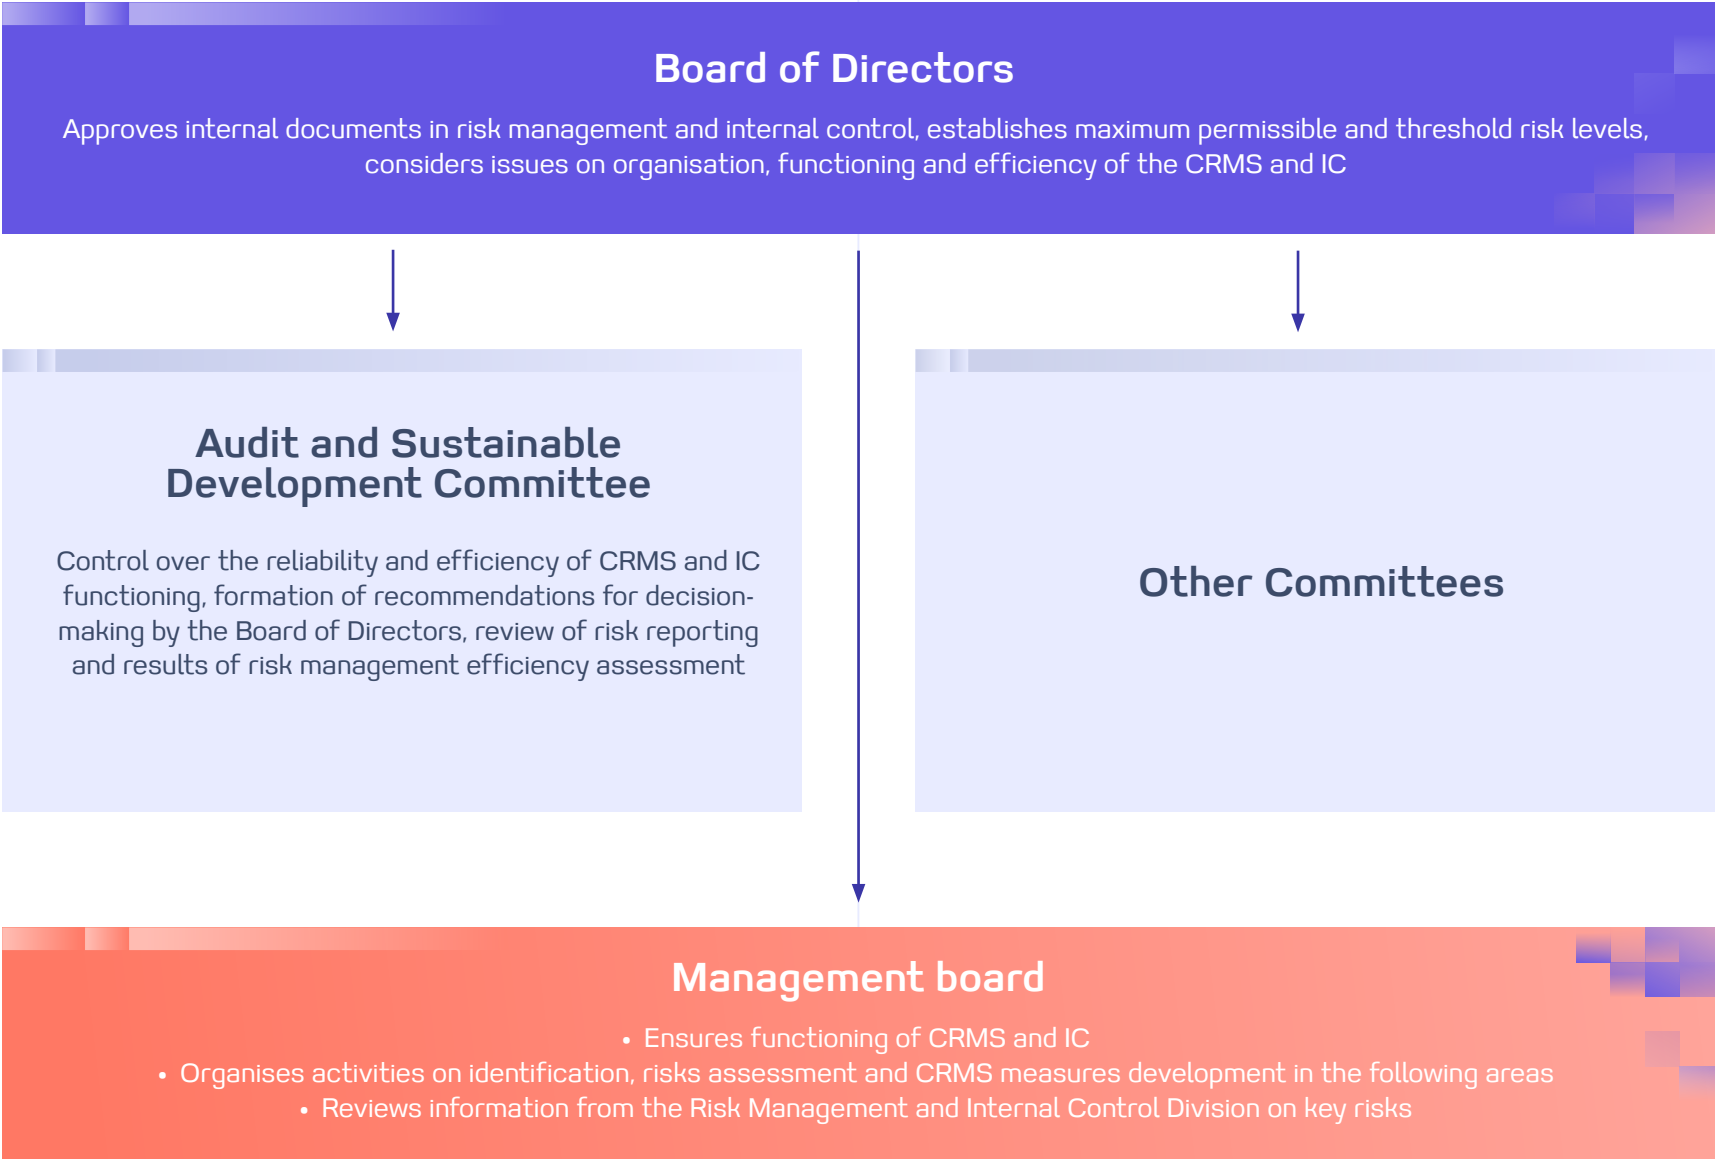 Board of Directors
Approves internal documents in risk management and internal control, establishes maximum permissible and threshold risk levels,
considers issues on organisation, functioning and efficiency of the CRMS and IC
Audit and Sustainable
Development Committee
Control over the reliability and efficiency of CRMS and IC
functioning, formation of recommendations for decision-
making by the Board of Directors, review of risk reporting
and results of risk management efficiency assessment
Other Committees
Management board
• Ensures functioning of CRMS and IC
• Organises activities on identification, risks assessment and CRMS measures development in the following areas
• Reviews information from the Risk Management and Internal Control Division on key risks